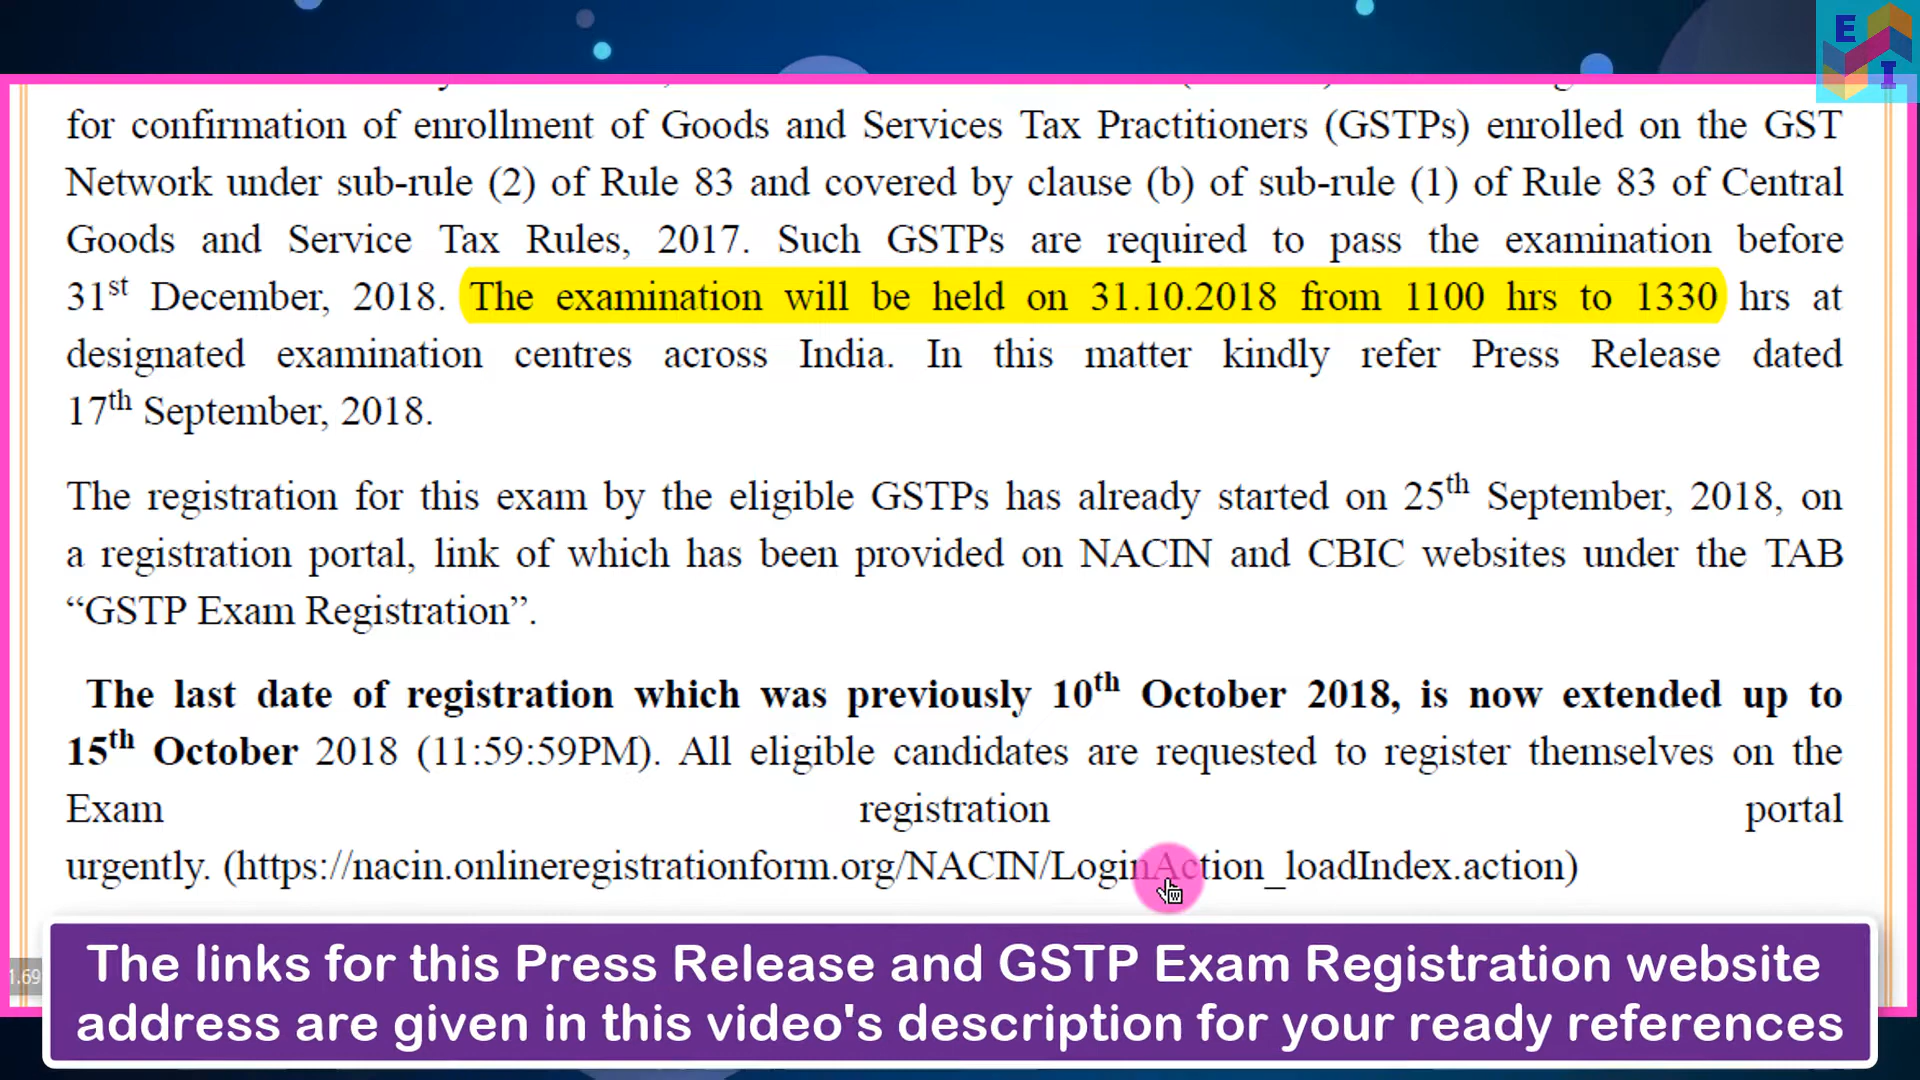 E
I
for confirmation of enrollment of Goods and Services Tax Practitioners (GSTPs) enrolled on the GST
Network under sub-rule (2) of Rule 83 and covered by clause (b) of sub-rule (1) of Rule 83 of Central
Goods and Service Tax Rules, 2017. Such GSTPs are required to pass the examination before
31st December, 2018. The examination will be held on 31.10.2018 from 1100 hrs to 1330 hrs at
designated examination centres across India. In this matter kindly refer Press Release dated
17th September, 2018.
The registration for this exam by the eligible GSTPs has already started on 25th September, 2018, on
a registration portal, link of which has been provided on NACIN and CBIC websites under the TAB
“GSTP Exam Registration”.
The last date of registration which was previously 10th October 2018, is now extended up to
15th October 2018 (11:59:59PM). All eligible candidates are requested to register themselves on the
Exam registration portal
urgently. (https://nacin.onlineregistrationform.org/NACIN/LoginAction_loadIndex.action)
1.69
The links for this Press Release and GSTP Exam Registration website
address are given in this video's description for your ready references